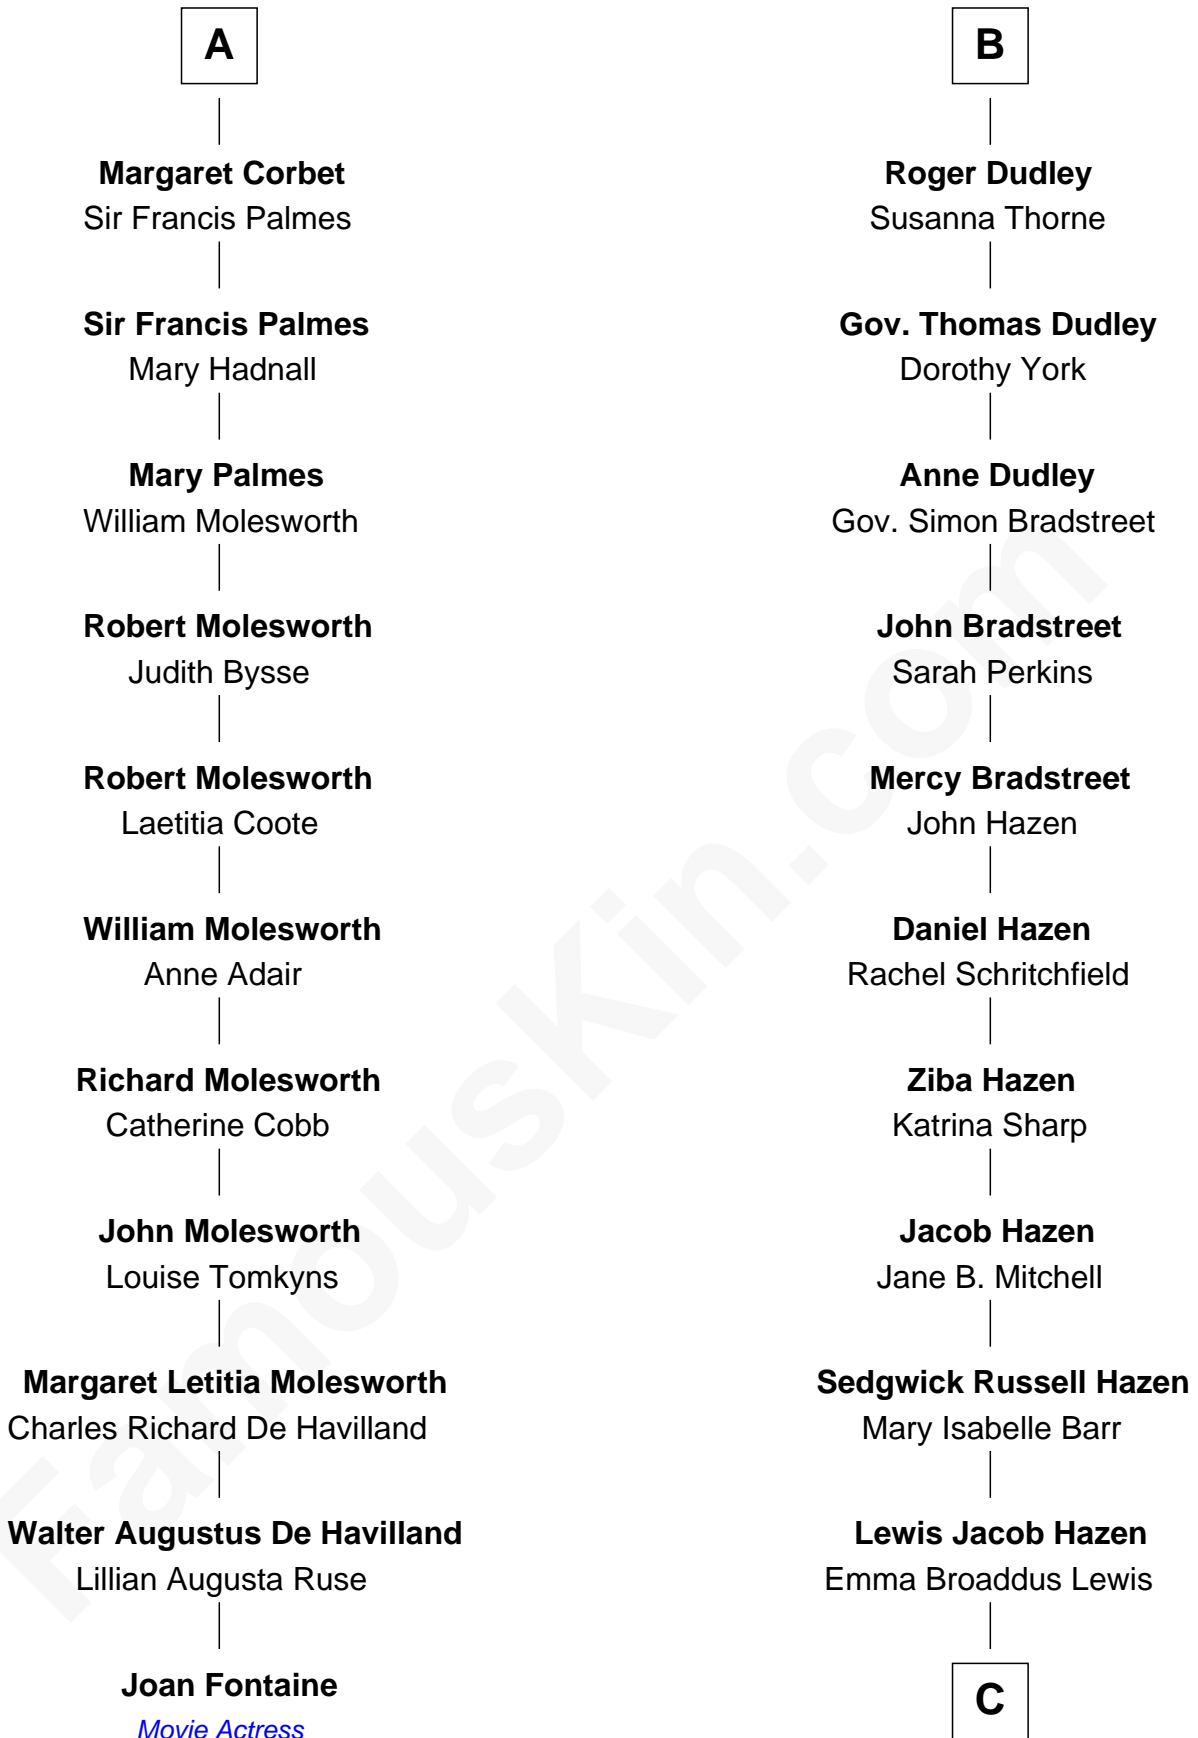 A
Margaret Corbet
Sir Francis Palmes
Sir Francis Palmes
Mary Hadnall
Mary Palmes
William Molesworth
Robert Molesworth
Judith Bysse
Robert Molesworth
Laetitia Coote
William Molesworth
Anne Adair
Richard Molesworth
Catherine Cobb
John Molesworth
Louise Tomkyns
Margaret Letitia Molesworth
Charles Richard De Havilland
Walter Augustus De Havilland
Lillian Augusta Ruse
Joan Fontaine
Movie Actress
B
Roger Dudley
Susanna Thorne
Gov. Thomas Dudley
Dorothy York
Anne Dudley
Gov. Simon Bradstreet
John Bradstreet
Sarah Perkins
Mercy Bradstreet
John Hazen
Daniel Hazen
Rachel Schritchfield
Ziba Hazen
Katrina Sharp
Jacob Hazen
Jane B. Mitchell
Sedgwick Russell Hazen
Mary Isabelle Barr
Lewis Jacob Hazen
Emma Broaddus Lewis
C
FamousKin.com